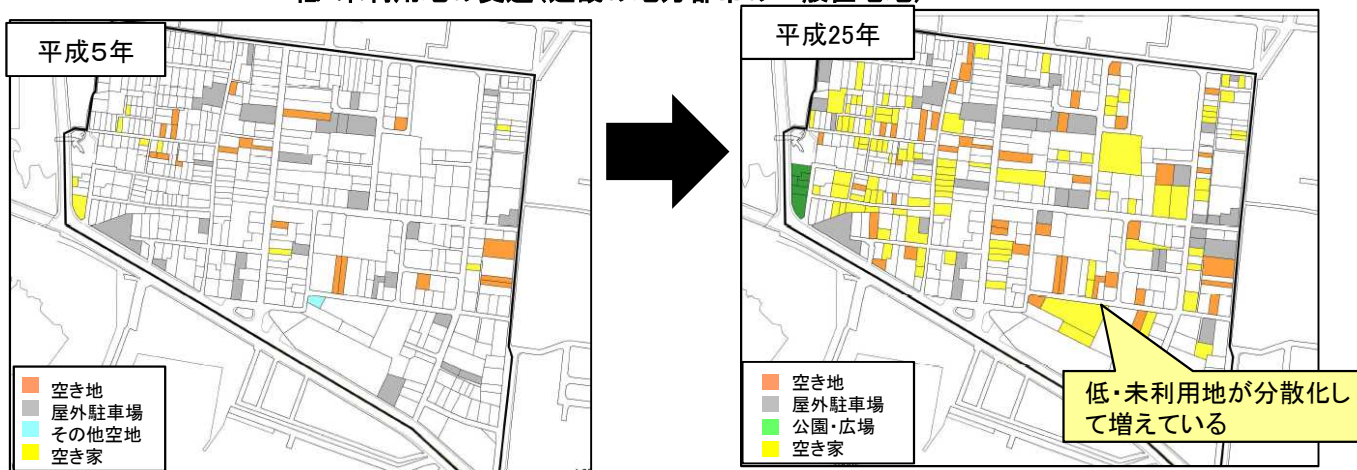 平成5年
平成25年
空き地
屋外駐車場
その他空地
空き家
空き地
屋外駐車場
公園・広場
空き家
低・未利用地が分散化し
て増えている